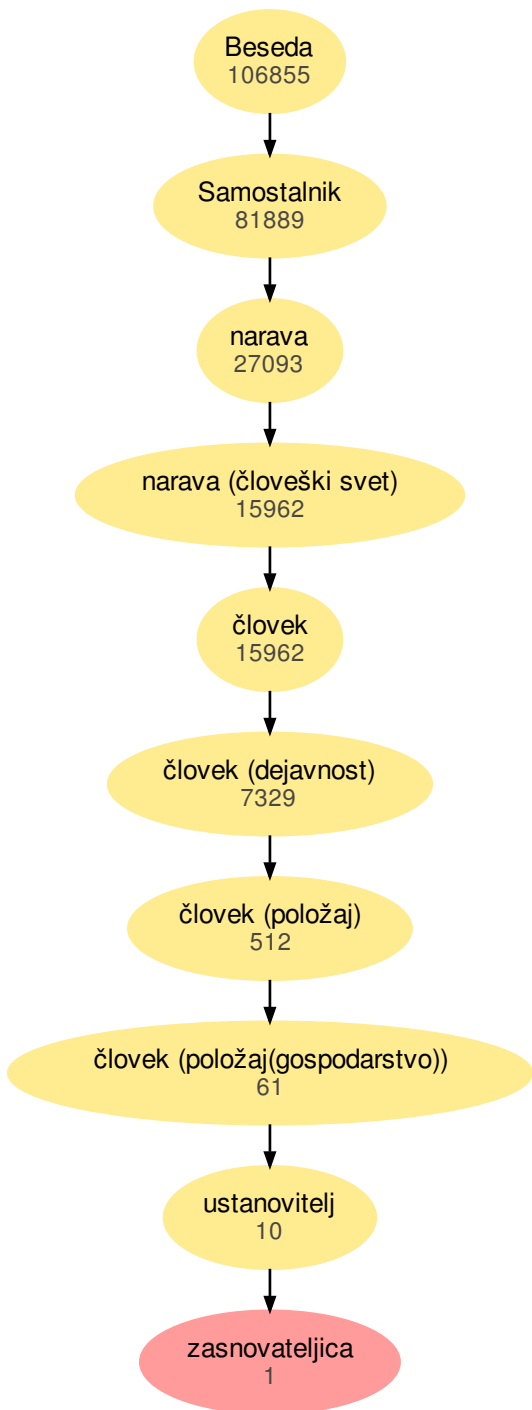 Beseda
106855
Samostalnik
81889
narava
27093
narava (človeški svet)
15962
človek
15962
človek (dejavnost)
7329
človek (položaj)
512
človek (položaj(gospodarstvo))
61
ustanovitelj
10
zasnovateljica
1